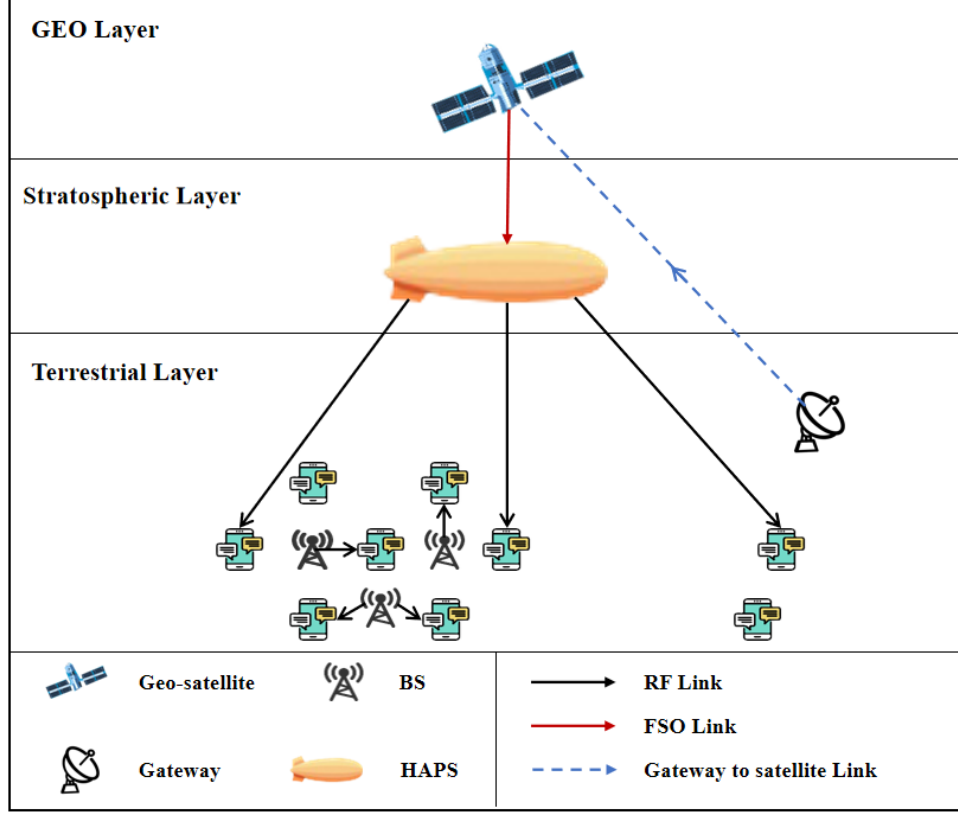 GEO Layer
Stratospheric Layer
Terrestrial Layer
Geo-satellite
BS
RF Link
FSO Link
Gateway
HAPS
Gateway to satellite Link